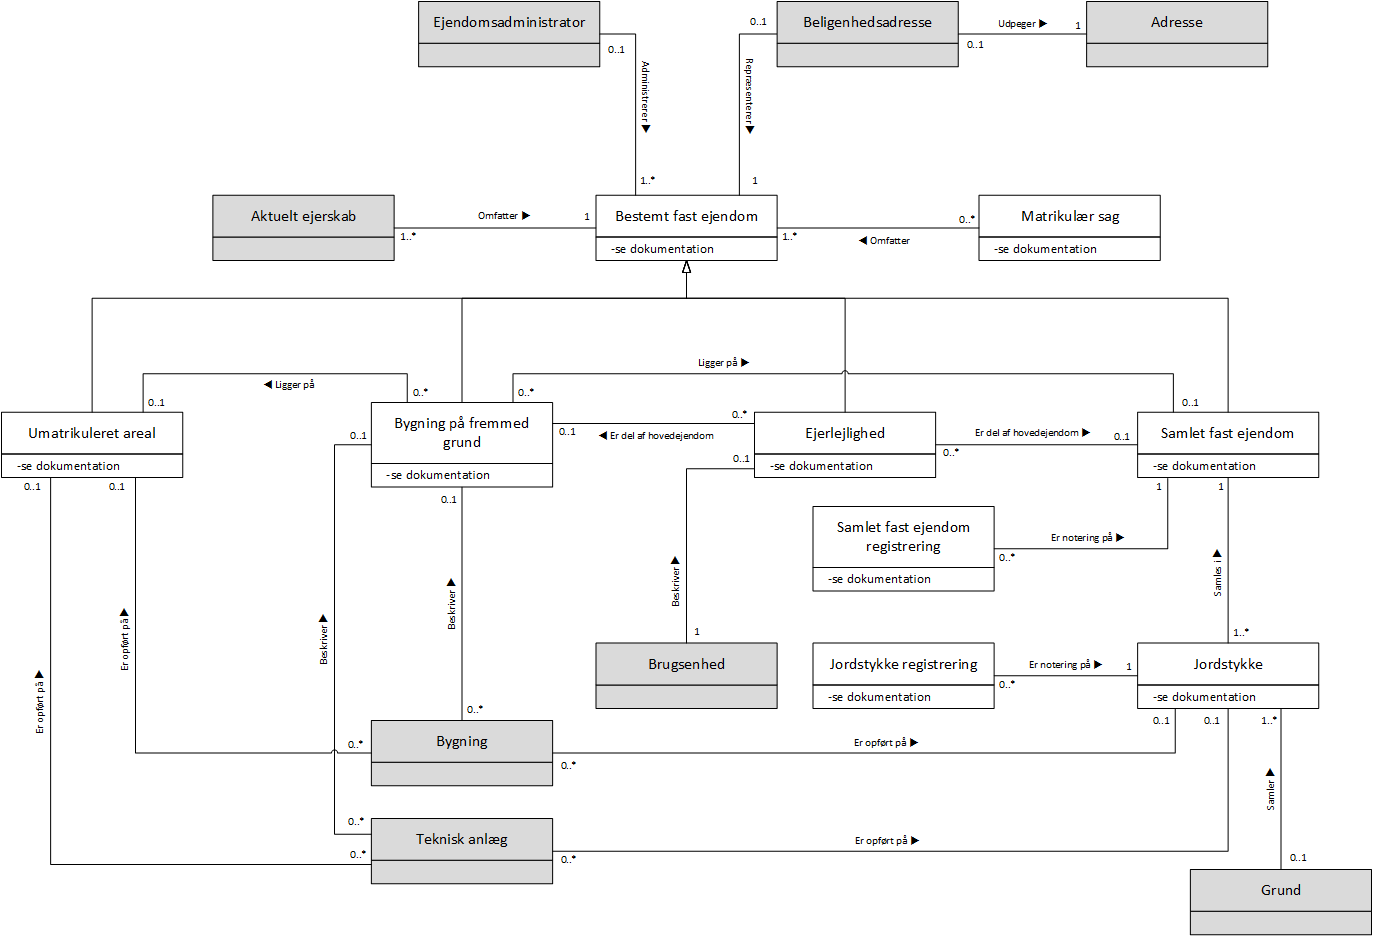 Ejendomsadministrator
Beligenhedsadresse
Adresse
0..1
Udpeger ▶
1
0..1
0..1
Administrerer ▶
Repræsenterer ▶
1..*
1
Aktuelt ejerskab
Omfatter ▶
1
Bestemt fast ejendom
-se dokumentation
0..*
Matrikulær sag
-se dokumentation
1..*
1..*
◀ Omfatter
Ligger på ▶
◀ Ligger på
0..*
0..*
0..1
0..1
Umatrikuleret areal
-se dokumentation
Bygning på fremmed
grund
-se dokumentation
0..*
0..1
◀ Er del af hovedejendom
Ejerlejlighed
-se dokumentation
Er del af hovedejendom ▶
0..1
0..*
Samlet fast ejendom
-se dokumentation
0..1
0..1
0..1
0..1
0..1
1
1
Samlet fast ejendom
registrering
-se dokumentation
Er notering på ▶
0..*
Beskriver ▶
Beskriver ▶
Beskriver ▶
Samles i ▶
Er opført på ▶
Er opført på ▶
1
1..*
Brugsenhed
Jordstykke registrering
-se dokumentation
Er notering på ▶
1
0..*
Jordstykke
-se dokumentation
0..*
0..1
0..1
1..*
Bygning
0..*
0..*
Er opført på ▶
Samler ▶
Teknisk anlæg
0..*
0..*
0..*
Er opført på ▶
0..1
Grund